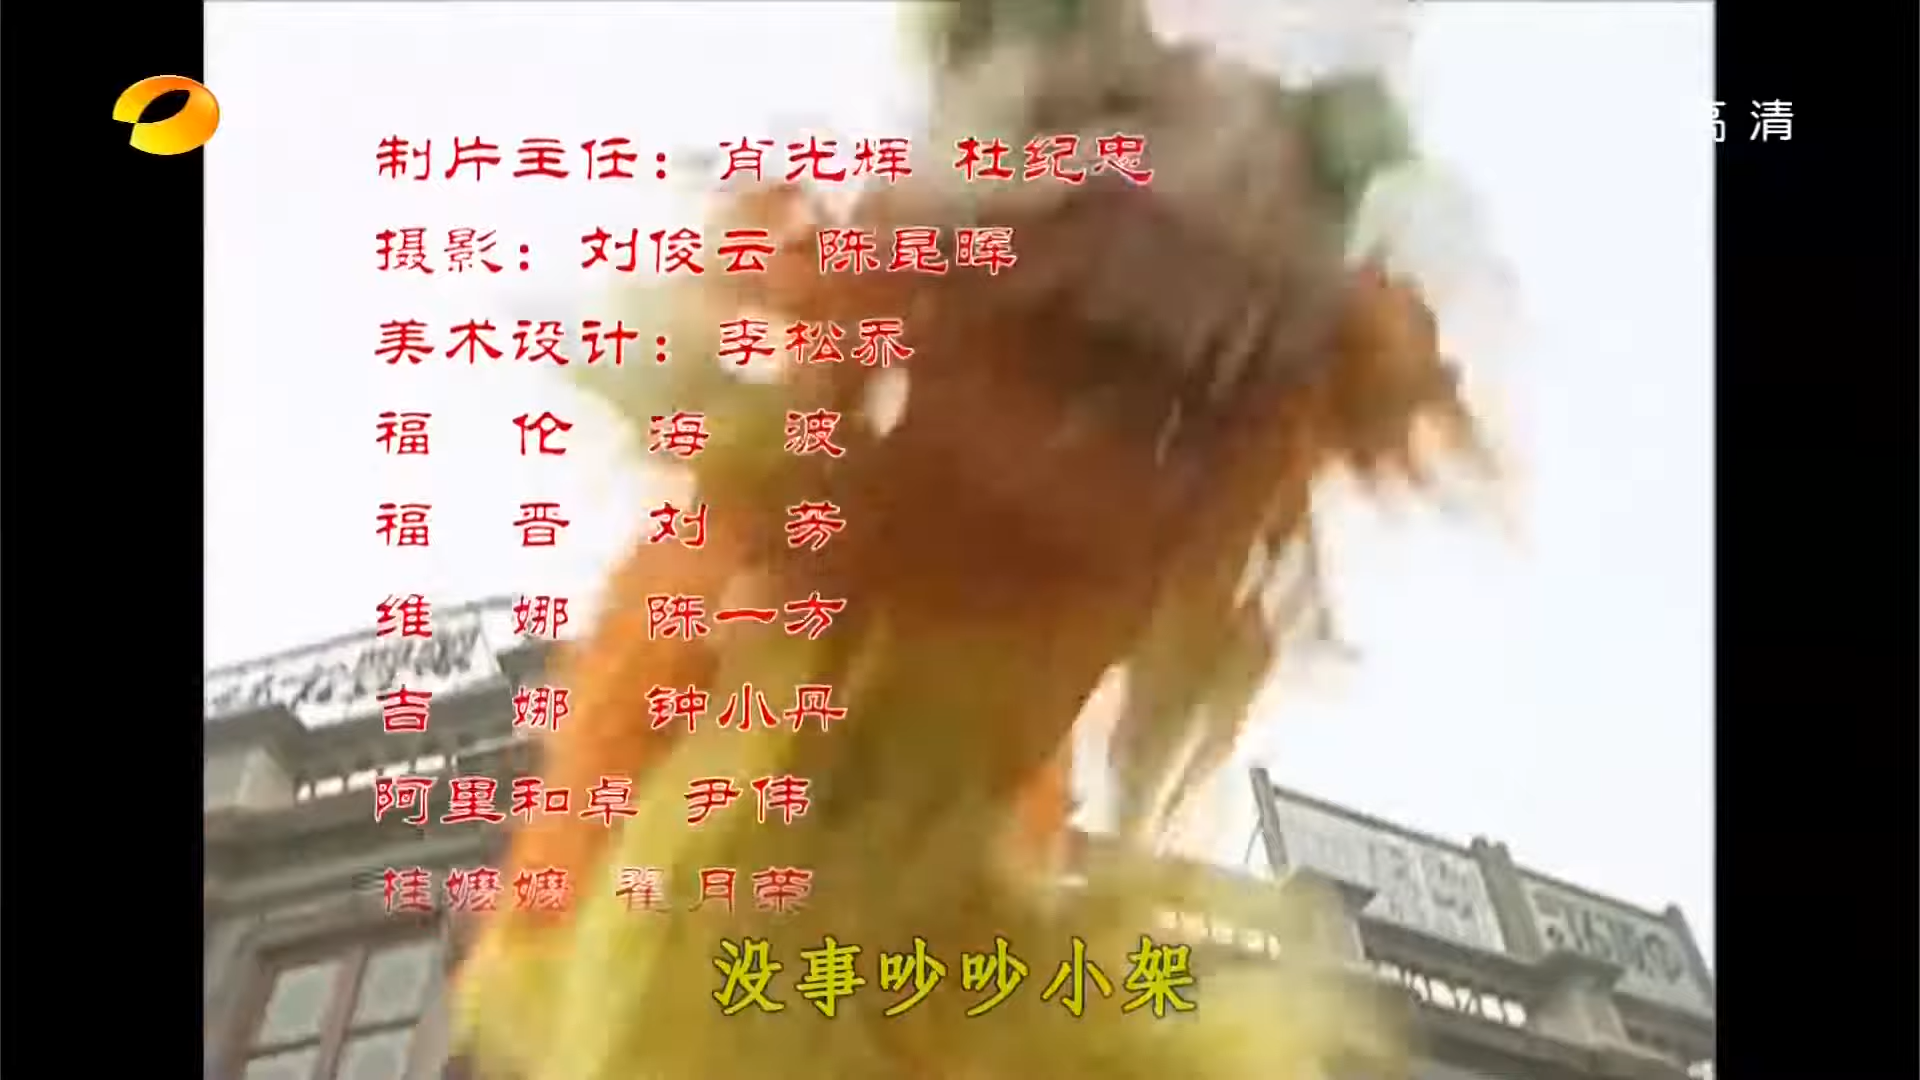 高清
制片主任：肖光辉 杜纪忠
摄影：刘俊云 陈昆晖
美术设计：李松乔
福伦 海波
福晋 刘芳
维娜 陈一方
吉娜 钟小丹
阿里和卓 尹伟
桂嬷嬷 翟月荣
没事吵吵小架